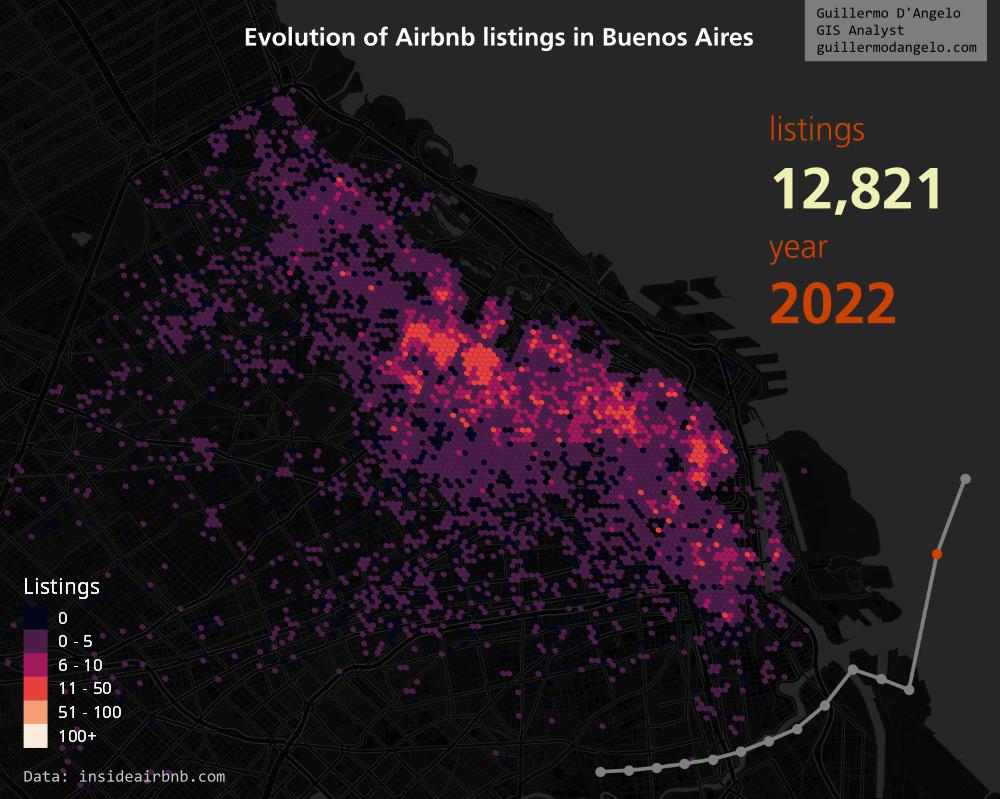 Evolution of Airbnb listings in Buenos Aires
Guillermo D'Angelo
GIS Analyst
guillermodangelo.com
listings
12,821
year
2022
Listings
0
0 - 5
6 - 10
11 - 50
51 - 100
100+
Data: insideairbnb.com